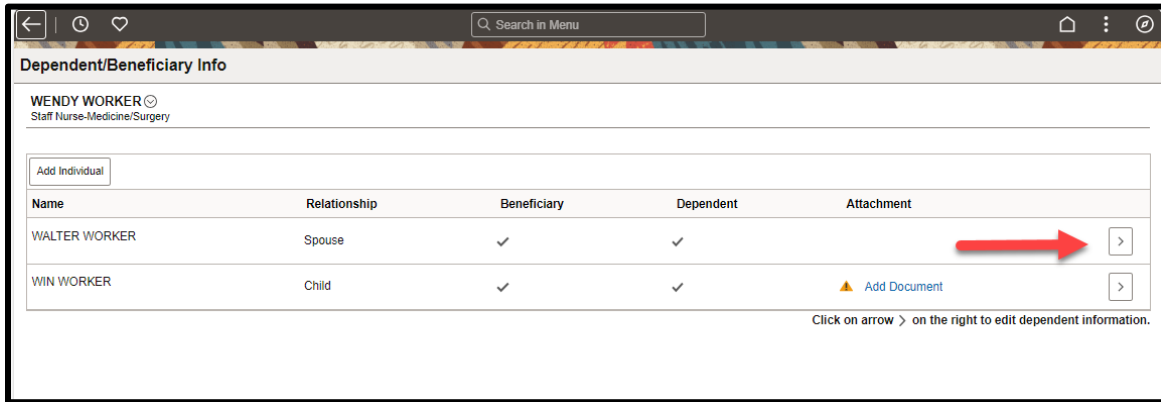 Search in Menu
Dependent/Beneficiary Info
WENDY WORKER
Staff Nurse-Medicine/Surgery
Add Individual
Name Relationship Beneficiary Dependent Attachment
WALTER WORKER Spouse
WIN WORKER Child Add Document
Click on arrow > on the right to edit dependent information.